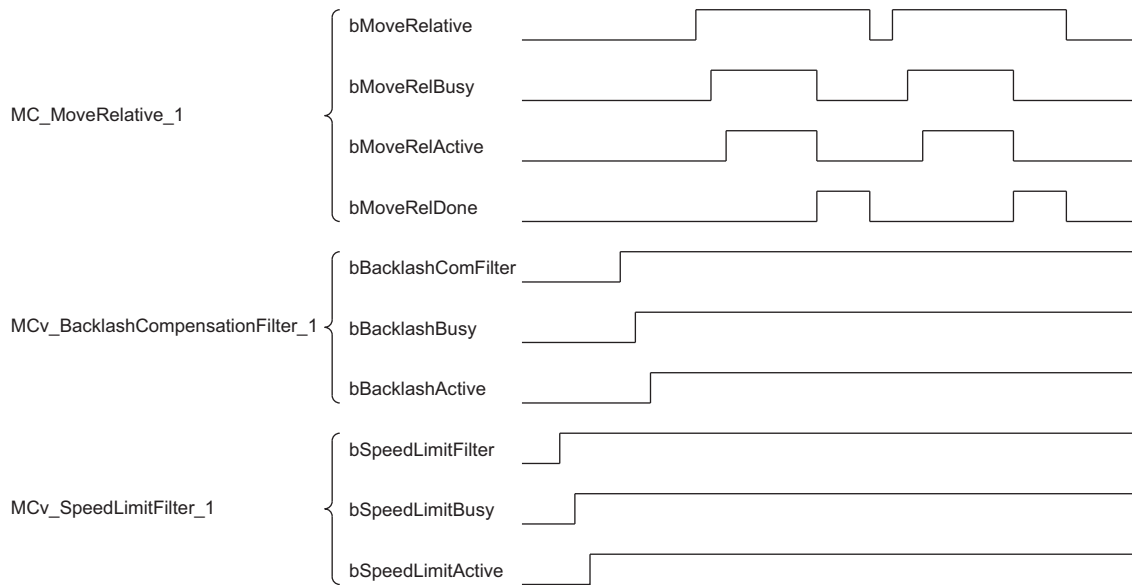 MC_MoveRelative_1
bMoveRelative
bMoveRelBusy
bMoveRelActive
bMoveRelDone
MCv_BacklashCompensationFilter_1
bBacklashComFilter
bBacklashBusy
bBacklashActive
MCv_SpeedLimitFilter_1
bSpeedLimitFilter
bSpeedLimitBusy
bSpeedLimitActive